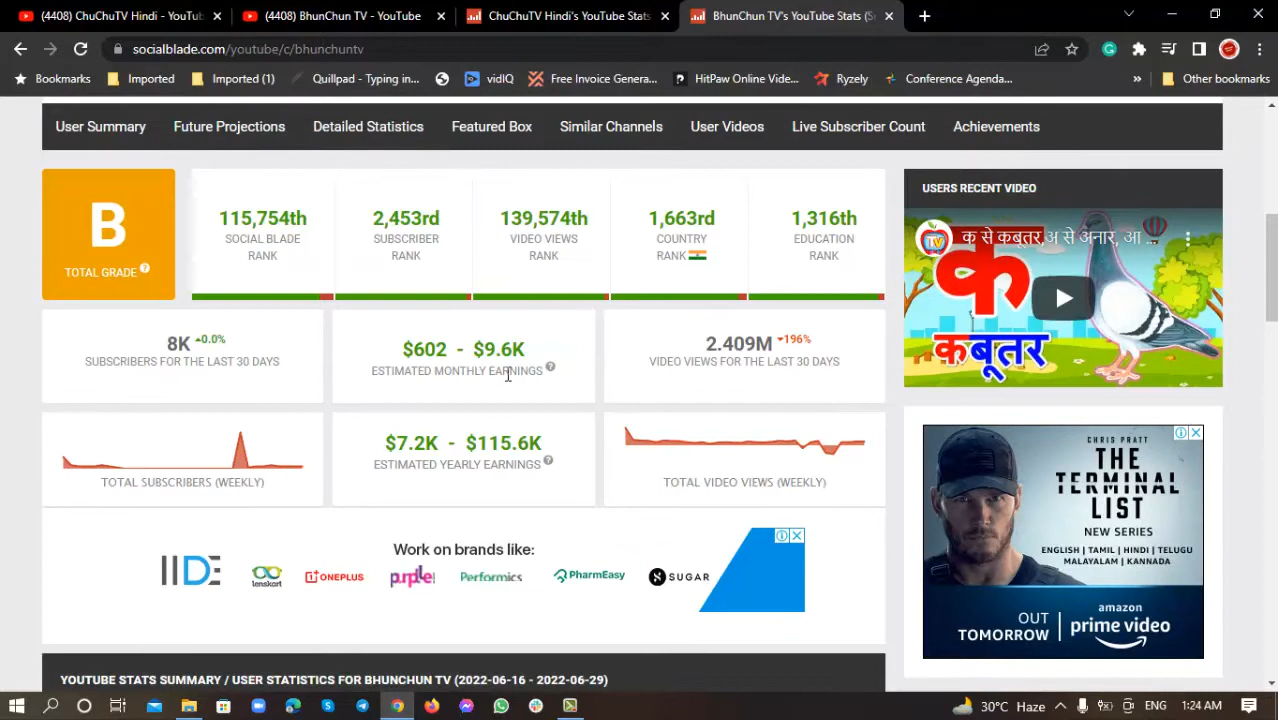 (4408) ChuChuTV Hindi - YouTub
(4408) BhunChun TV - YouTube
ChuChuTV Hindi's YouTube Stats
BhunChun TV's YouTube Stats (S
socialblade.com/youtube/c/bhunchuntv
Bookmarks
Imported
Imported (1)
Quillpad - Typing in...
vidIQ
Free Invoice Genera...
HitPaw Online Video...
Ryzely
Conference Agenda...
»
Other bookmarks
User Summary
Future Projections
Detailed Statistics
Featured Box
Similar Channels
User Videos
Live Subscriber Count
Achievements
B
TOTAL GRADE
115,754th
SOCIAL BLADE
RANK
2,453rd
SUBSCRIBER
RANK
139,574th
VIDEO VIEWS
RANK
1,663rd
COUNTRY
RANK
1,316th
EDUCATION
RANK
8K 0.0%
SUBSCRIBERS FOR THE LAST 30 DAYS
$602 - $9.6K
ESTIMATED MONTHLY EARNINGS
2.409M 196%
VIDEO VIEWS FOR THE LAST 30 DAYS
TOTAL SUBSCRIBERS (WEEKLY)
$7.2K - $115.6K
ESTIMATED YEARLY EARNINGS
TOTAL VIDEO VIEWS (WEEKLY)
USERS RECENT VIDEO
TV
क से कबूतर,अ से अनार, आ ...
क
कबूतर
Work on brands like:
IIDE
lenskart
ONEPLUS
purplle
Performics
PharmEasy
SUGAR
CHRIS PRATT
THE
TERMINAL
LIST
NEW SERIES
ENGLISH | TAMIL | HINDI | TELUGU
MALAYALAM | KANNADA
OUT
TOMORROW
amazon
prime video
YOUTUBE STATS SUMMARY / USER STATISTICS FOR BHUNCHUN TV (2022-06-16 - 2022-06-29)
30°C Haze
ENG
1:24 AM